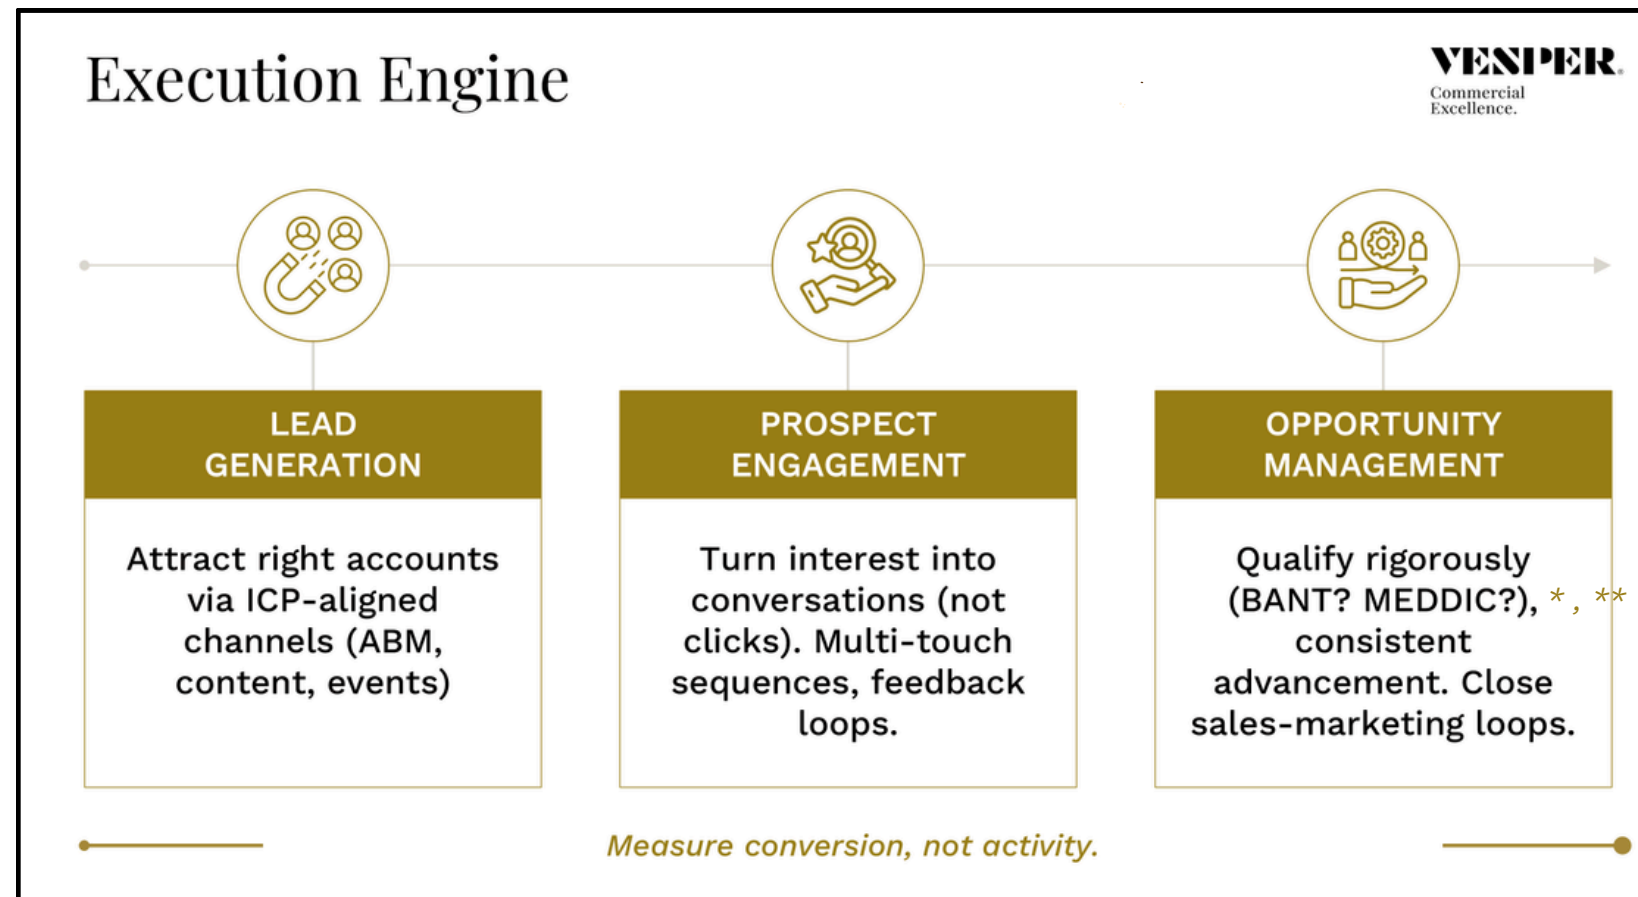 Execution Engine
VENPER.
Commercial
Excellence.
LEAD
GENERATION
PROSPECT
ENGAGEMENT
OPPORTUNITY
MANAGEMENT
Attract right accounts
via ICP-aligned
channels (ABM,
content, events)
Turn interest into
conversations (not
clicks). Multi-touch
sequences, feedback
loops.
Qualify rigorously
(BANT? MEDDIC?), *, **
consistent
advancement. Close
sales-marketing loops.
Measure conversion, not activity.